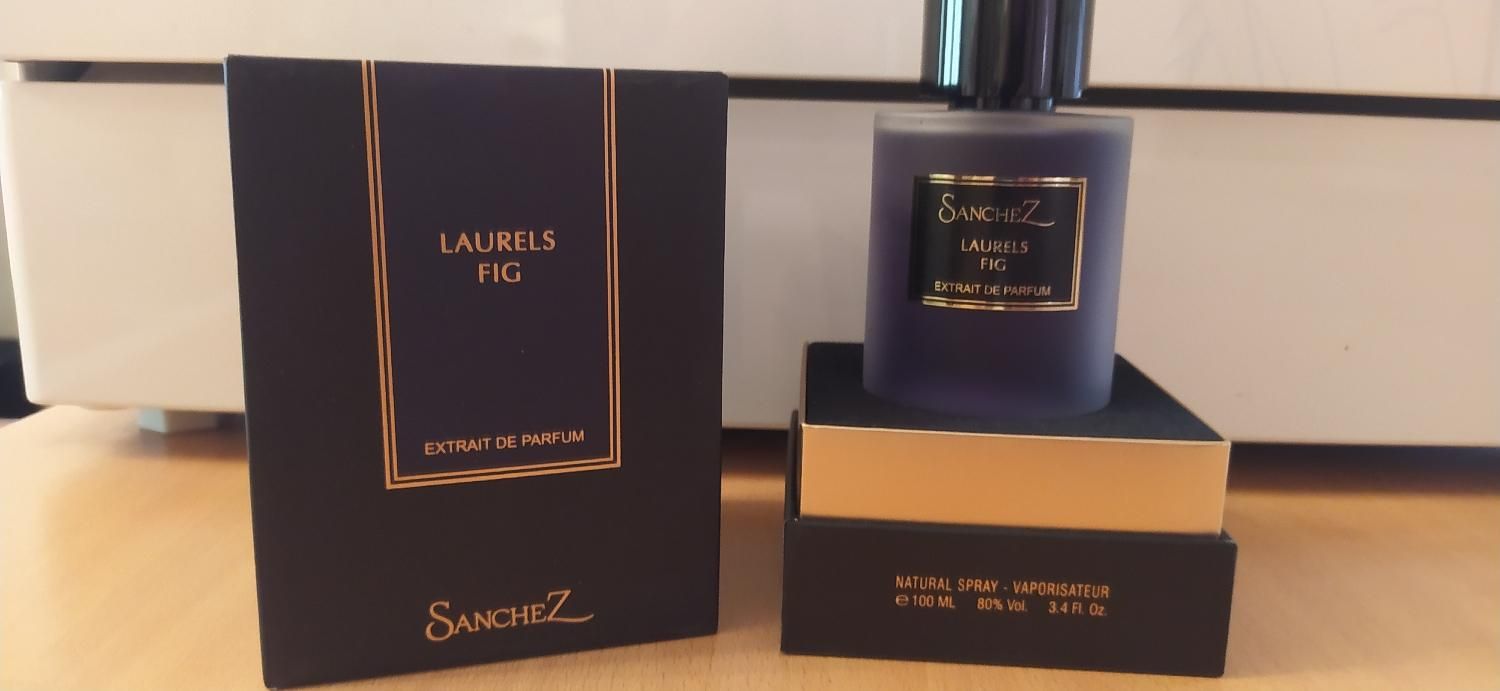 LAURELS
FIG
EXTRAIT DE PARFUM
SANCHEZ
SANCHEZ
LAURELS
FIG
EXTRAIT DE PARFUM
NATURAL SPRAY - VAPORISATEUR
℮ 100 ML 80% Vol. 3.4 Fl. Oz.